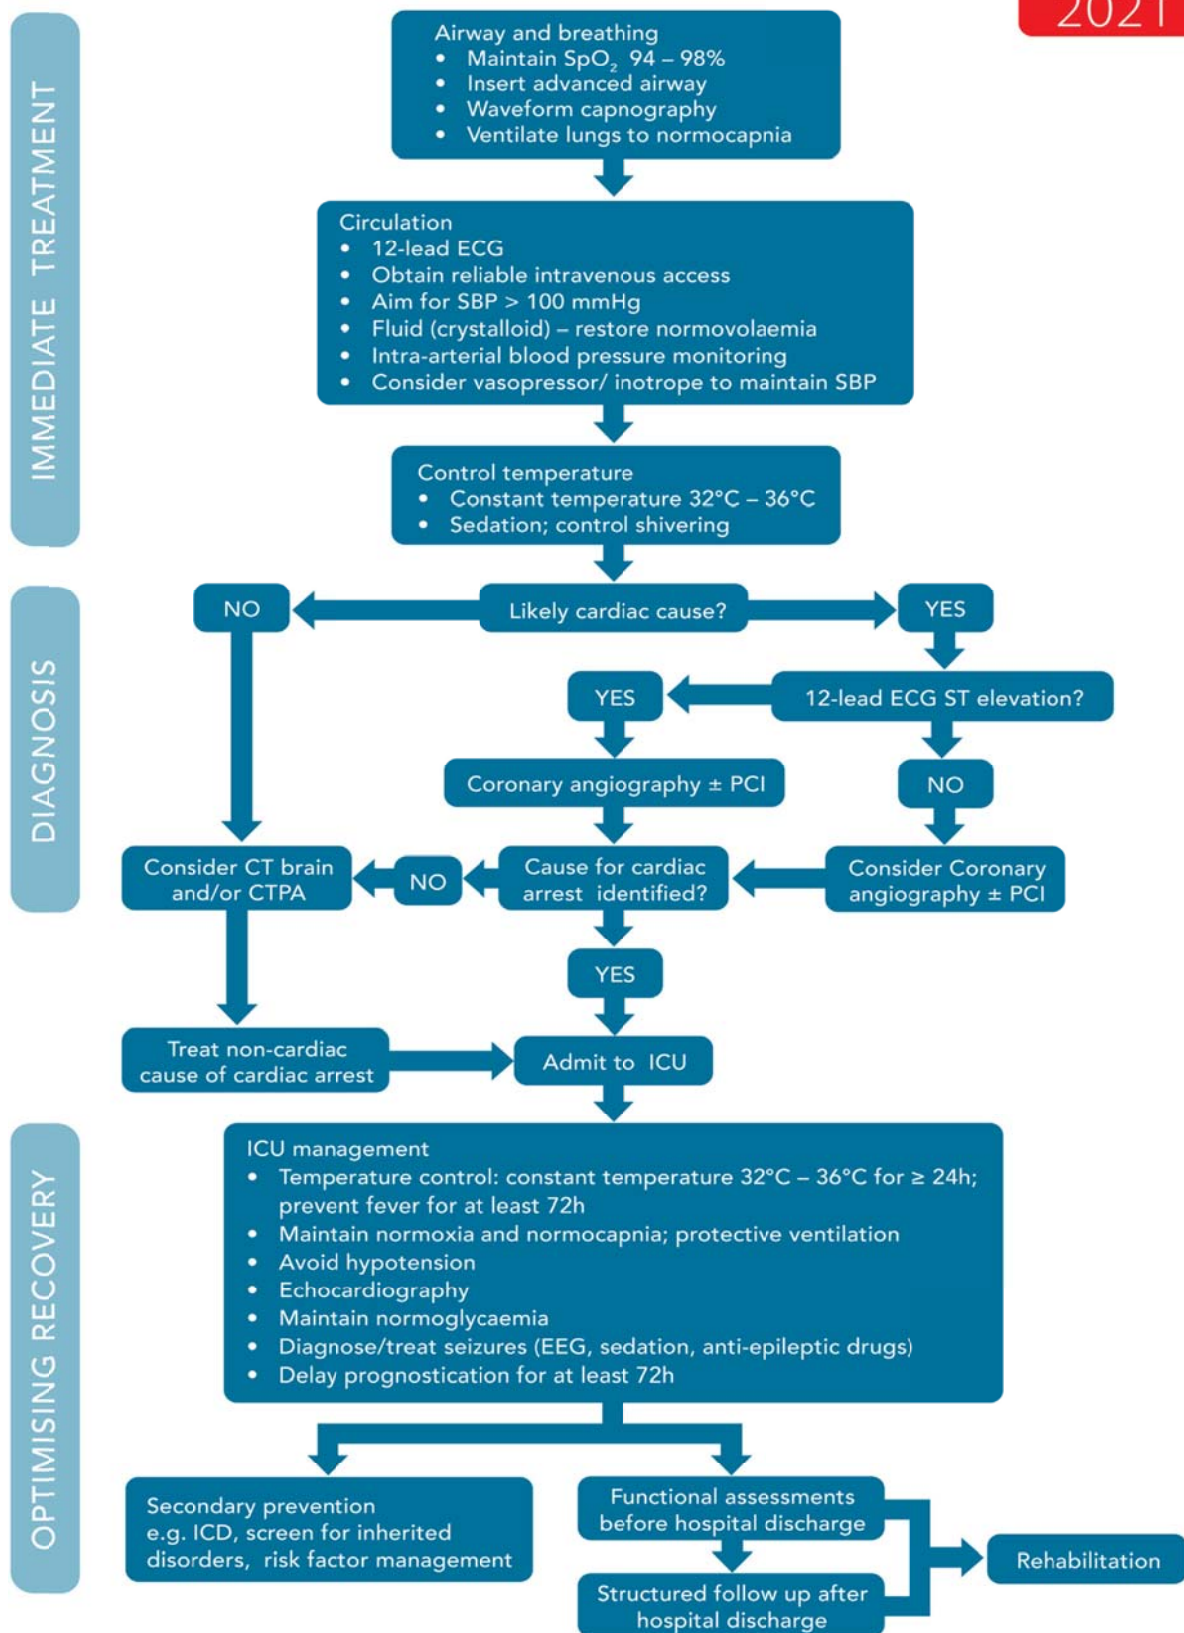 2021
IMMEDIATE TREATMENT
Airway and breathing
• Maintain SpO₂ 94 – 98%
• Insert advanced airway
• Waveform capnography
• Ventilate lungs to normocapnia
Circulation
• 12-lead ECG
• Obtain reliable intravenous access
• Aim for SBP > 100 mmHg
• Fluid (crystalloid) – restore normovolaemia
• Intra-arterial blood pressure monitoring
• Consider vasopressor/ inotrope to maintain SBP
Control temperature
• Constant temperature 32°C – 36°C
• Sedation; control shivering
DIAGNOSIS
NO
Likely cardiac cause?
YES
YES
12-lead ECG ST elevation?
Coronary angiography ± PCI
NO
Consider CT brain
and/or CTPA
NO
Cause for cardiac
arrest identified?
Consider Coronary
angiography ± PCI
YES
Treat non-cardiac
cause of cardiac arrest
Admit to ICU
OPTIMISING RECOVERY
ICU management
• Temperature control: constant temperature 32°C – 36°C for ≥ 24h;
prevent fever for at least 72h
• Maintain normoxia and normocapnia; protective ventilation
• Avoid hypotension
• Echocardiography
• Maintain normoglycaemia
• Diagnose/treat seizures (EEG, sedation, anti-epileptic drugs)
• Delay prognostication for at least 72h
Secondary prevention
e.g. ICD, screen for inherited
disorders, risk factor management
Functional assessments
before hospital discharge
Structured follow up after
hospital discharge
Rehabilitation